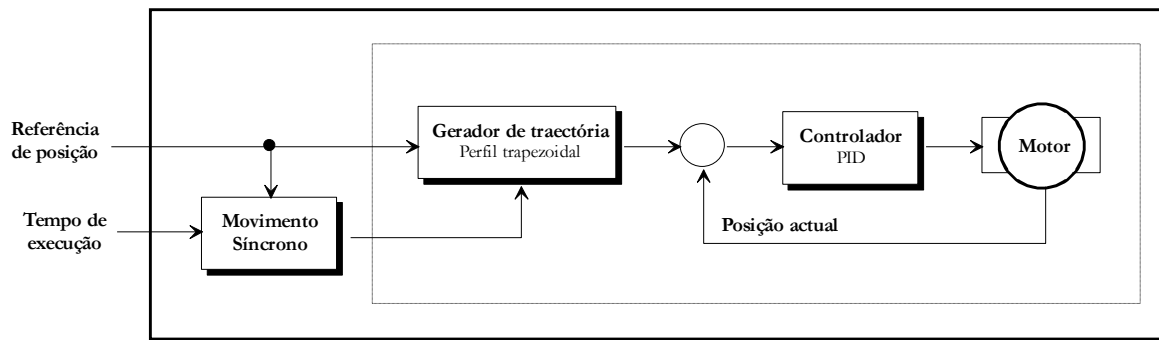 Referência
de posição
Tempo de
execução
Movimento
Síncrono
Gerador de traectória
Perfil trapezoidal
Controlador
PID
Motor
Posição actual